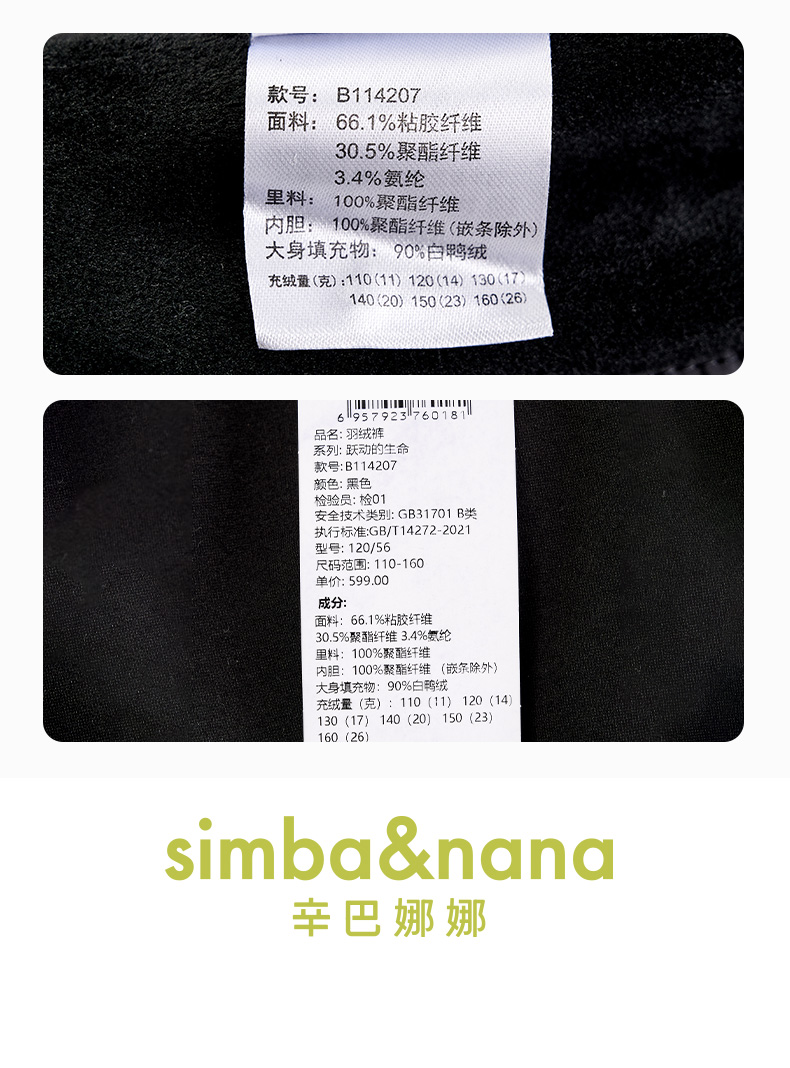 款号： B114207
面料： 66.1%粘胶纤维
30.5%聚酯纤维
3.4%氨纶
里料： 100%聚酯纤维
内胆： 100%聚酯纤维(嵌条除外)
大身填充物： 90%白鸭绒
充绒量(克):110(11) 120(14) 130(17)
140(20) 150(23) 160(26)
6 957923 760181
品名: 羽绒裤
系列: 跃动的生命
款号:B114207
颜色: 黑色
检验员: 检01
安全技术类别: GB31701 B类
执行标准:GB/T14272-2021
型号: 120/56
尺码范围: 110-160
单价: 599.00
成分:
面料: 66.1%粘胶纤维
30.5%聚酯纤维 3.4%氨纶
里料: 100%聚酯纤维
内胆: 100%聚酯纤维 （嵌条除外）
大身填充物: 90%白鸭绒
充绒量（克）: 110（11） 120（14）
130（17） 140（20） 150（23）
160（26）
simba&nana
辛巴娜娜